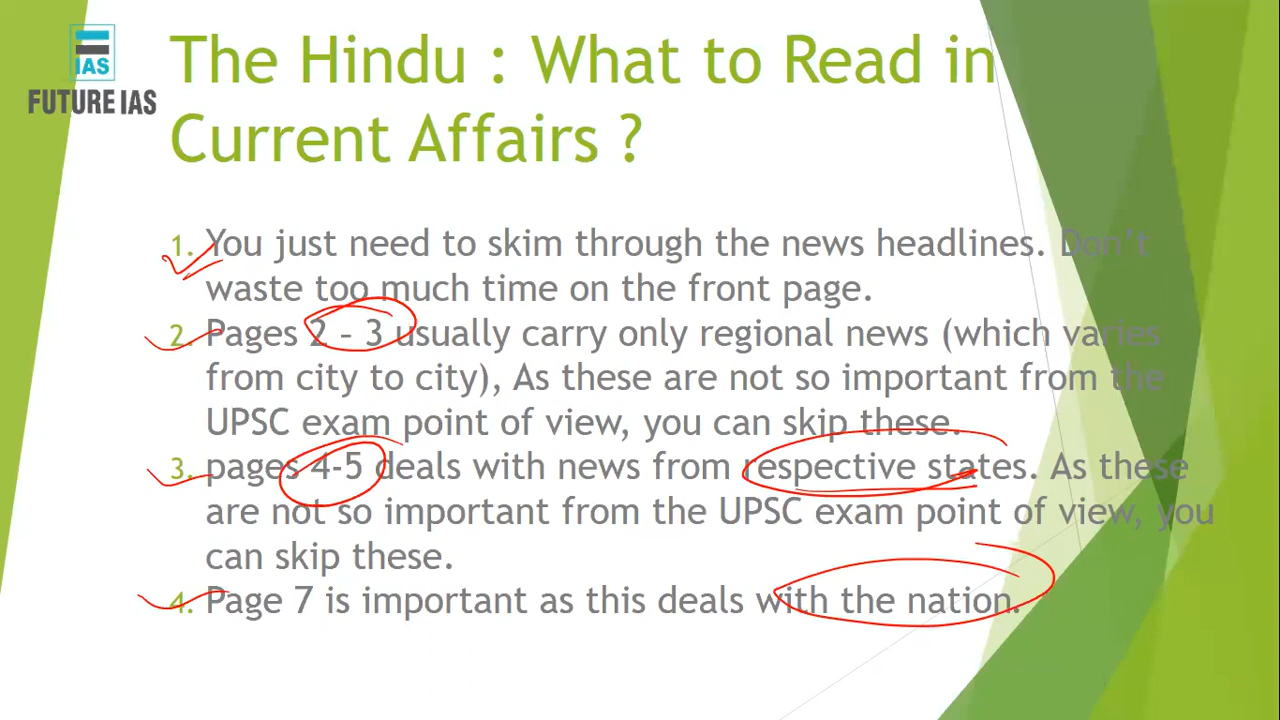 IAS
FUTURE IAS
The Hindu : What to Read in
Current Affairs ?
1. You just need to skim through the news headlines. Don't
waste too much time on the front page.
2. Pages 2 - 3 usually carry only regional news (which varies
from city to city), As these are not so important from the
UPSC exam point of view, you can skip these.
3. pages 4-5 deals with news from respective states. As these
are not so important from the UPSC exam point of view, you
can skip these.
4. Page 7 is important as this deals with the nation.